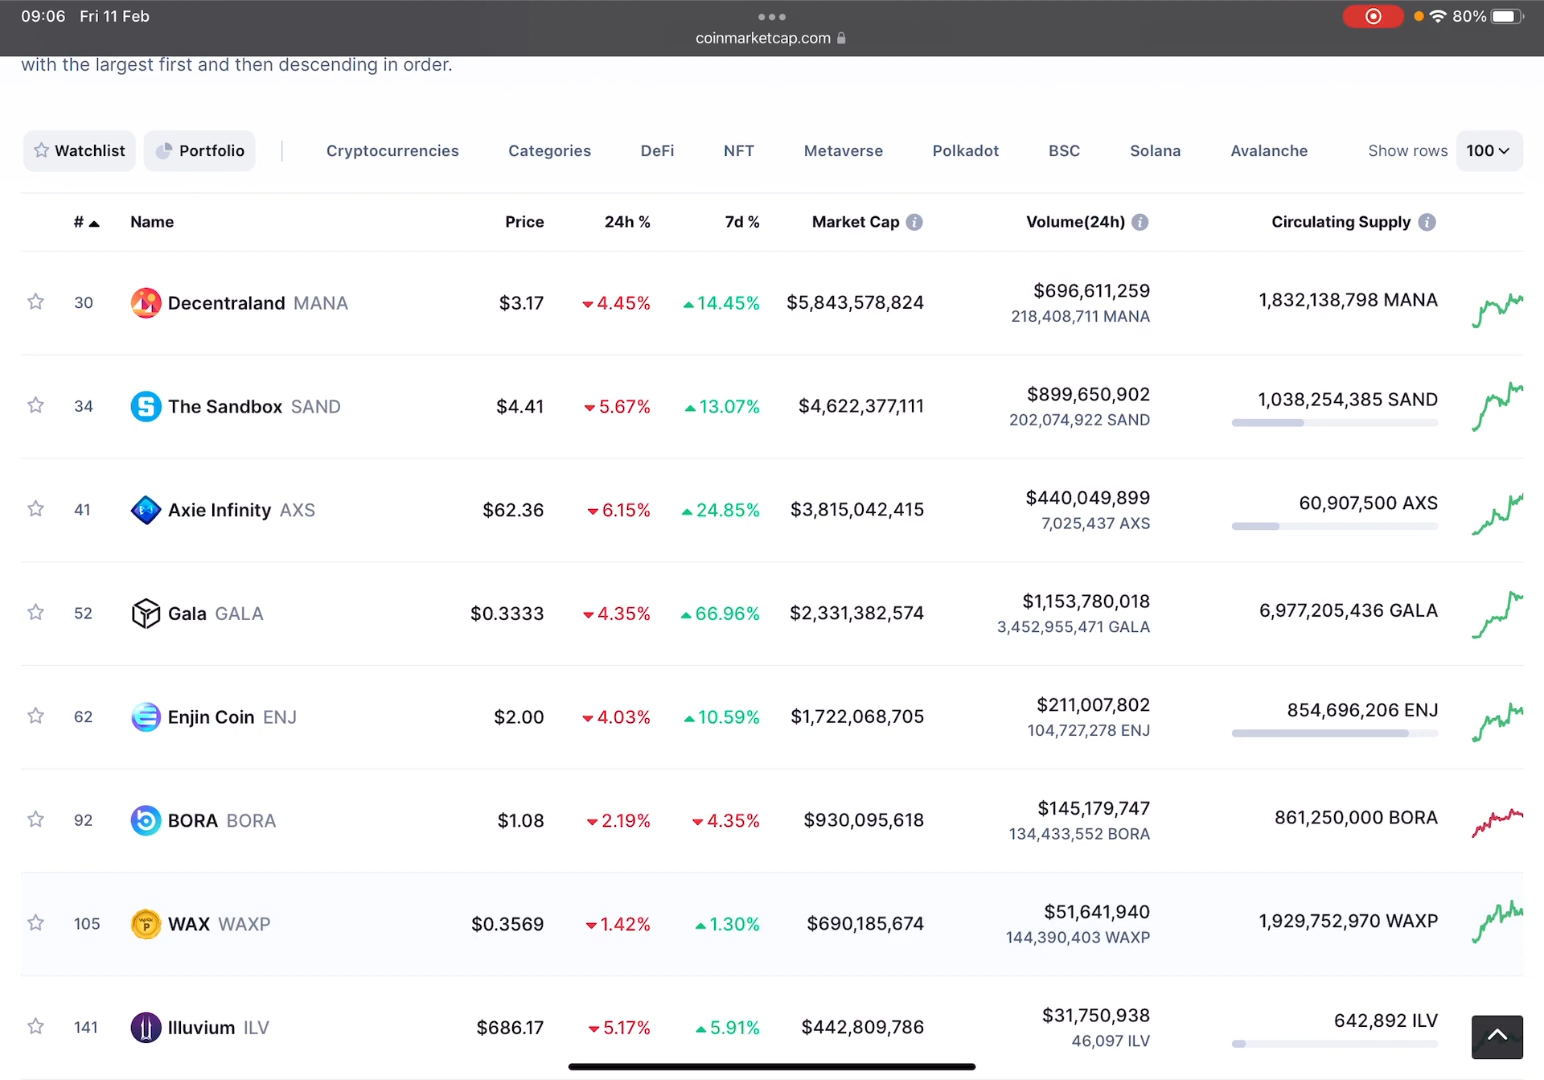 09:06 Fri 11 Feb
80%
coinmarketcap.com
with the largest first and then descending in order.
Watchlist Portfolio Cryptocurrencies Categories DeFi NFT Metaverse Polkadot BSC Solana Avalanche Show rows 100
# Name Price 24h % 7d % Market Cap Volume(24h) Circulating Supply
30 Decentraland MANA $3.17 4.45% 14.45% $5,843,578,824 $696,611,259 1,832,138,798 MANA
218,408,711 MANA
34 The Sandbox SAND $4.41 5.67% 13.07% $4,622,377,111 $899,650,902 1,038,254,385 SAND
202,074,922 SAND
41 Axie Infinity AXS $62.36 6.15% 24.85% $3,815,042,415 $440,049,899 60,907,500 AXS
7,025,437 AXS
52 Gala GALA $0.3333 4.35% 66.96% $2,331,382,574 $1,153,780,018 6,977,205,436 GALA
3,452,955,471 GALA
62 Enjin Coin ENJ $2.00 4.03% 10.59% $1,722,068,705 $211,007,802 854,696,206 ENJ
104,727,278 ENJ
92 BORA BORA $1.08 2.19% 4.35% $930,095,618 $145,179,747 861,250,000 BORA
134,433,552 BORA
105 WAX WAXP $0.3569 1.42% 1.30% $690,185,674 $51,641,940 1,929,752,970 WAXP
144,390,403 WAXP
141 Illuvium ILV $686.17 5.17% 5.91% $442,809,786 $31,750,938 642,892 ILV
46,097 ILV